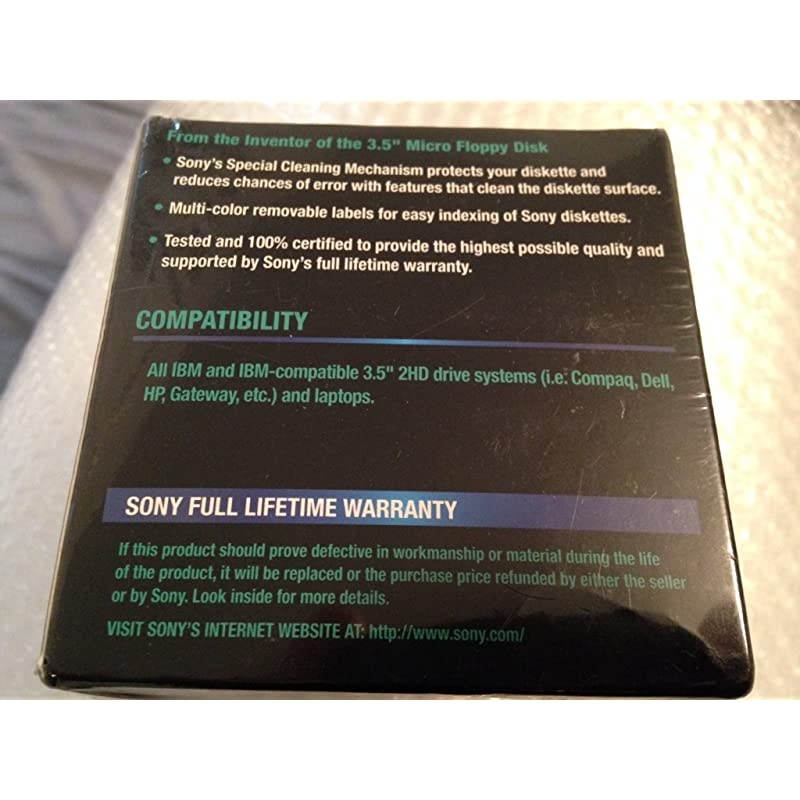 From the Inventor of the 3.5" Micro Floppy Disk
• Sony's Special Cleaning Mechanism protects your diskette and
reduces chances of error with features that clean the diskette surface.
• Multi-color removable labels for easy indexing of Sony diskettes.
• Tested and 100% certified to provide the highest possible quality and
supported by Sony's full lifetime warranty.
COMPATIBILITY
All IBM and IBM-compatible 3.5" 2HD drive systems (i.e. Compaq, Dell,
HP, Gateway, etc.) and laptops.
SONY FULL LIFETIME WARRANTY
If this product should prove defective in workmanship or material during the life
of the product, it will be replaced or the purchase price refunded by either the seller
or by Sony. Look inside for more details.
VISIT SONY'S INTERNET WEBSITE AT: http://www.sony.com/